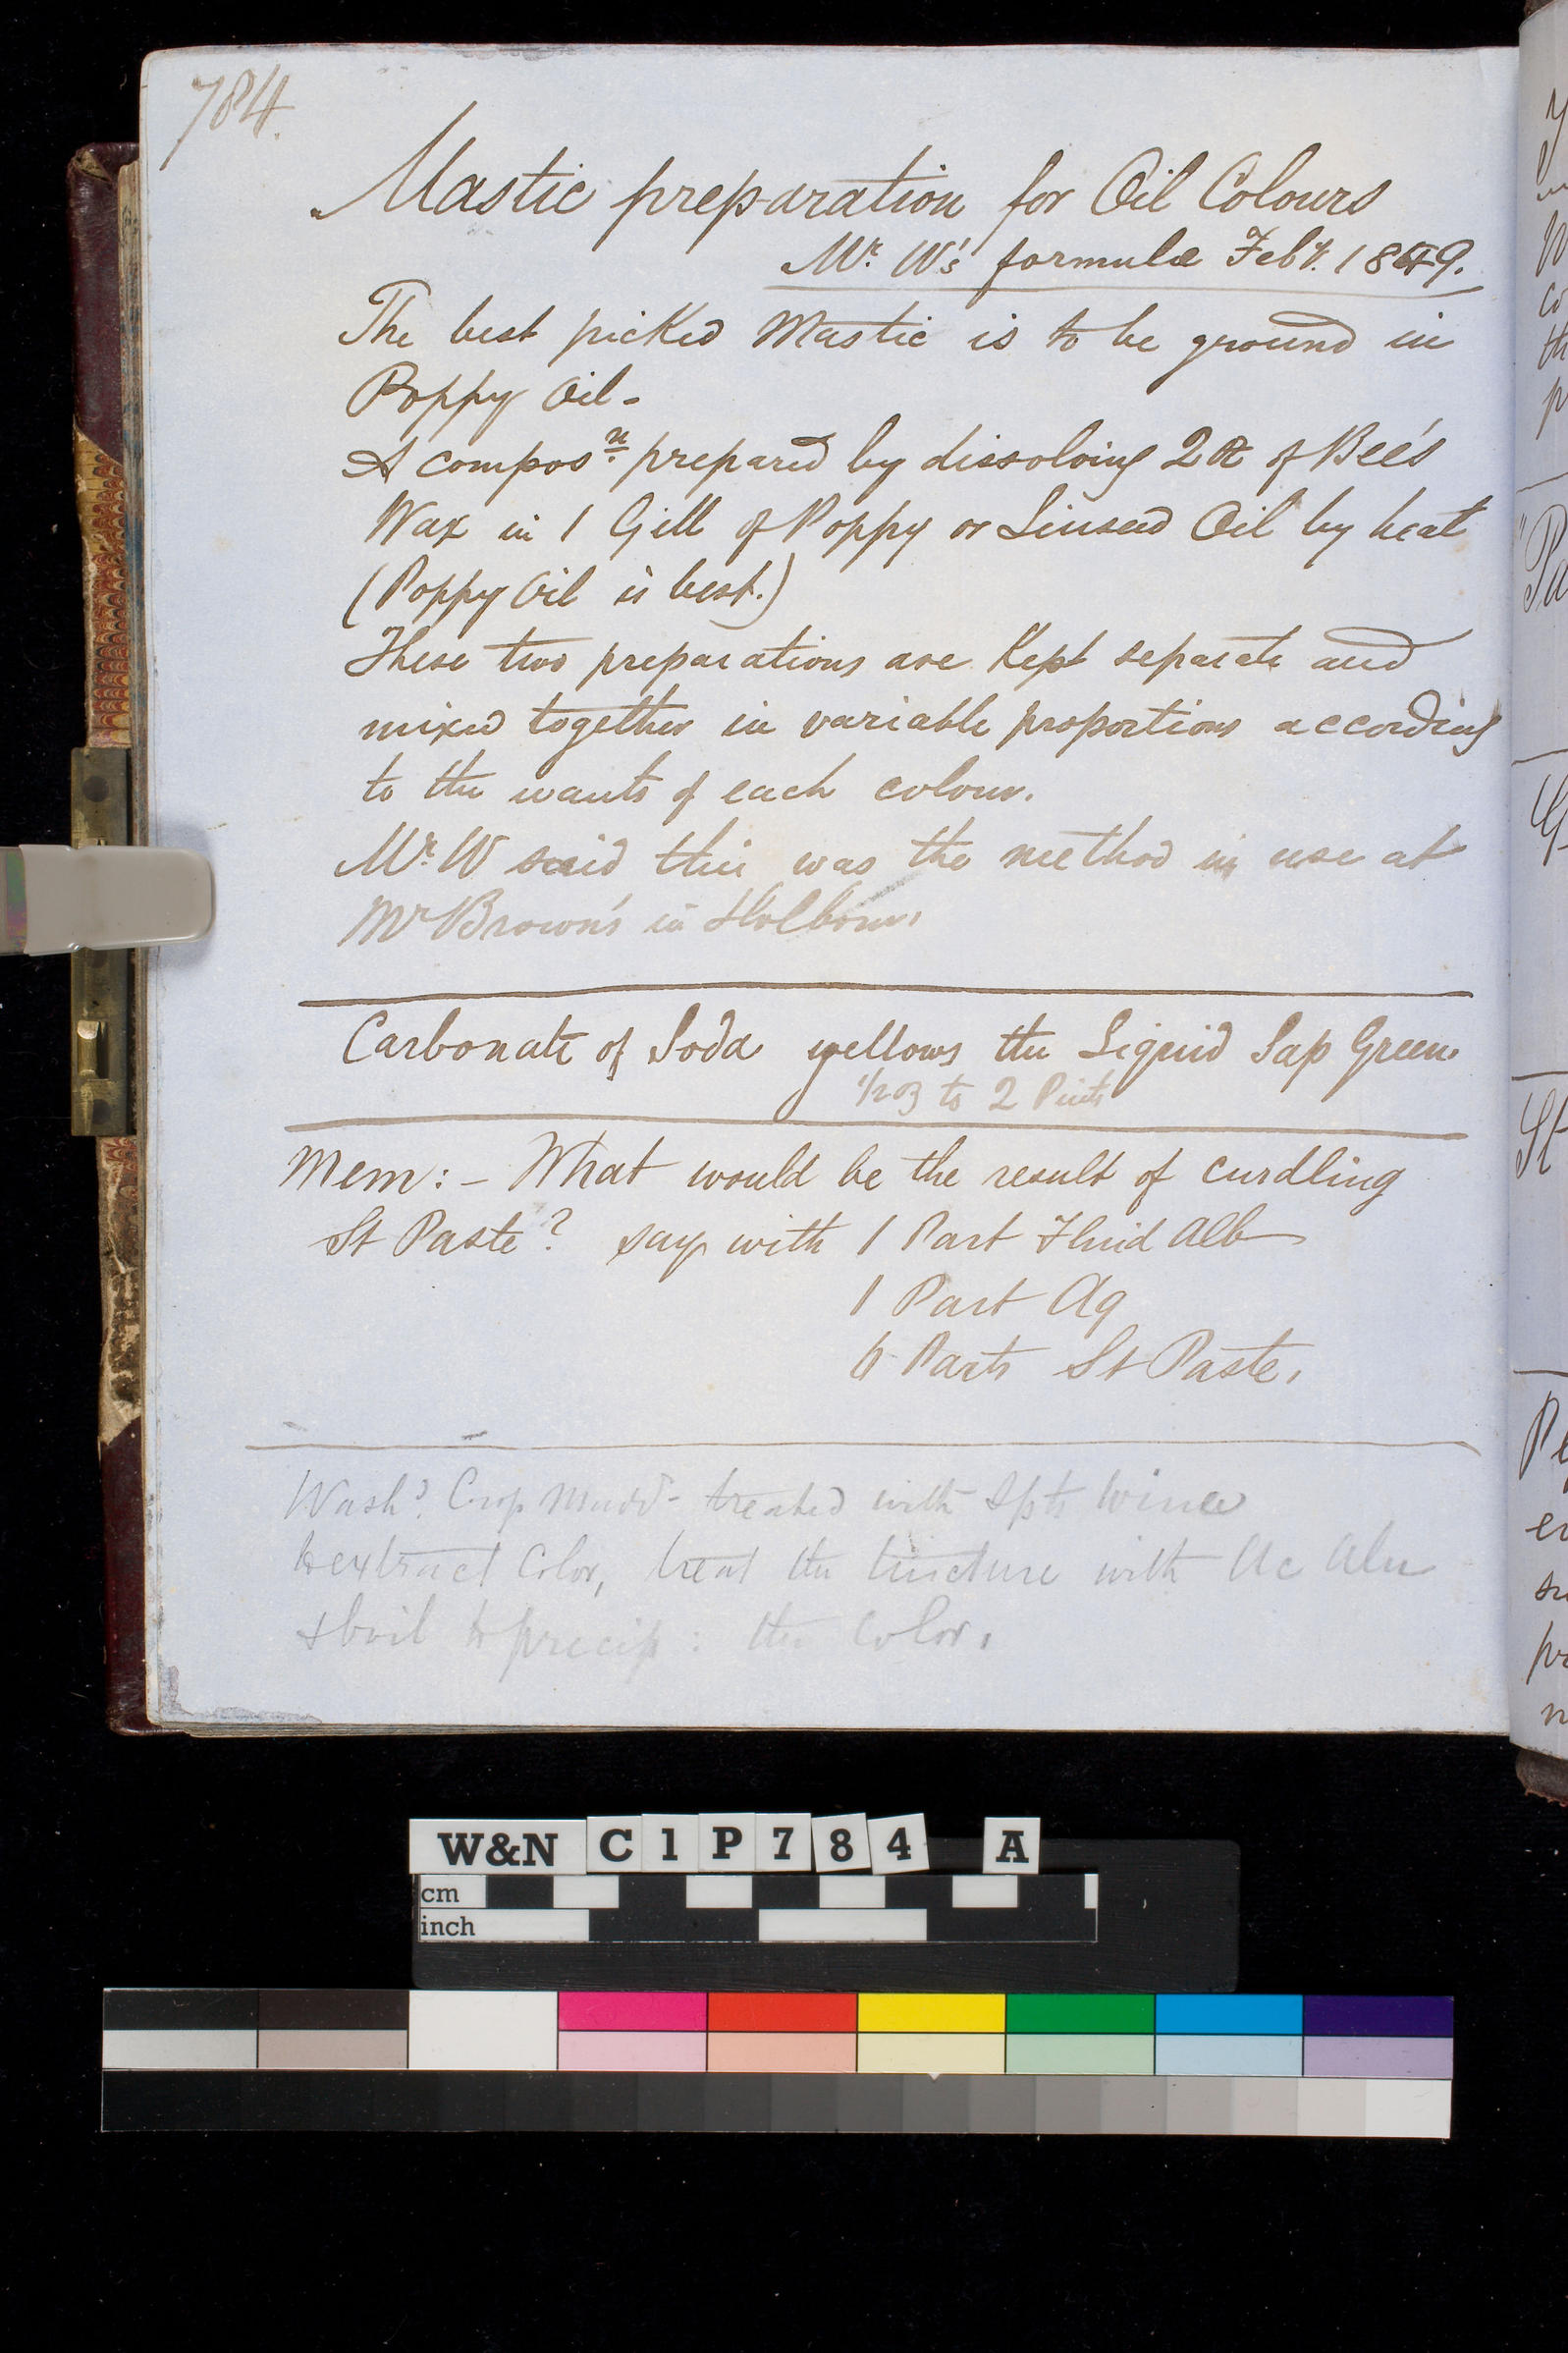 784.
Mastic preparation for Oil Colours
Mr. W's formula Feby. 1849.
The best picked Mastic is to be ground in
Poppy Oil -
A compos.n prepared by dissolving 2 ℥ of Bee's
Wax in 1 Gill of Poppy or Linseed Oil by heat
(Poppy Oil is best.)
These two preparations are Kept separate and
mixed together in variable proportions according
to the wants of each colour.
Mr. W said this was the method in use at
Mr Brown's in Holborn.
Carbonate of Soda yellows the Liquid Sap Green.
1/2 oz to 2 Pints
Mem: - What would be the result of curdling
St Paste? say with 1 Part Fluid Alb
1 Part Aq
6 Parts St Paste.
Wash.d Crop Madd - treated with Spts Wine
to extract Color, treat the tincture with Ac Alu
& boil to precip: the Color.
W&N C1P784 A
cm
inch